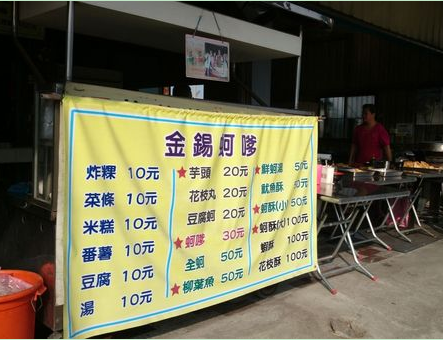 金錫蚵嗲
炸粿 10元
菜條 10元
米糕 10元
番薯 10元
豆腐 10元
湯 10元
★芋頭 20元
花枝丸 20元
豆腐蚵 20元
★蚵嗲 30元
全蚵 50元
★柳葉魚 50元
★鮮蚵湯 50元
魷魚酥 50元
★蚵酥(小) 50元
★蚵酥(大) 100元
蝦酥 100元
花枝酥 100元